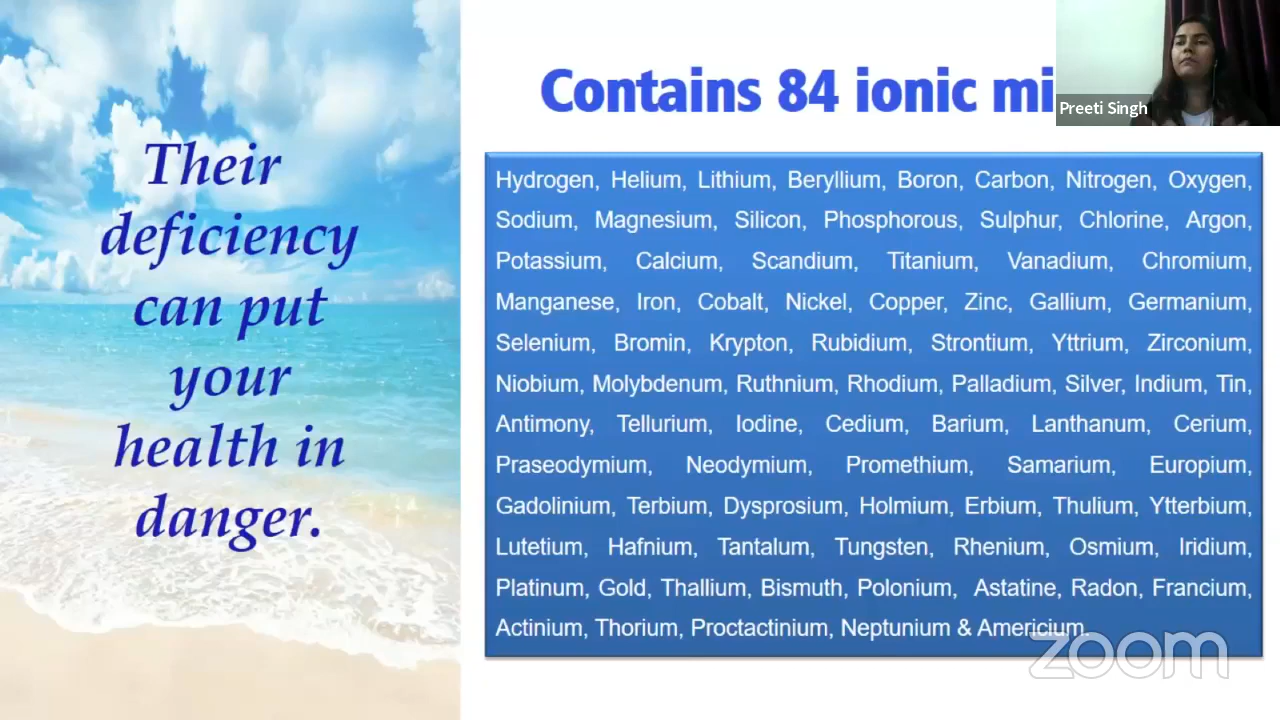 Their
deficiency
can put
your
health in
danger.
Contains 84 ionic
Preeti Singh
Hydrogen, Helium, Lithium, Beryllium, Boron, Carbon, Nitrogen, Oxygen,
Sodium, Magnesium, Silicon, Phosphorous, Sulphur, Chlorine, Argon,
Potassium, Calcium, Scandium, Titanium, Vanadium, Chromium,
Manganese, Iron, Cobalt, Nickel, Copper, Zinc, Gallium, Germanium,
Selenium, Bromin, Krypton, Rubidium, Strontium, Yttrium, Zirconium,
Niobium, Molybdenum, Ruthnium, Rhodium, Palladium, Silver, Indium, Tin,
Antimony, Tellurium, Iodine, Cedium, Barium, Lanthanum, Cerium,
Praseodymium, Neodymium, Promethium, Samarium, Europium,
Gadolinium, Terbium, Dysprosium, Holmium, Erbium, Thulium, Ytterbium,
Lutetium, Hafnium, Tantalum, Tungsten, Rhenium, Osmium, Iridium,
Platinum, Gold, Thallium, Bismuth, Polonium, Astatine, Radon, Francium,
Actinium, Thorium, Proctactinium, Neptunium & Americium.
zoom